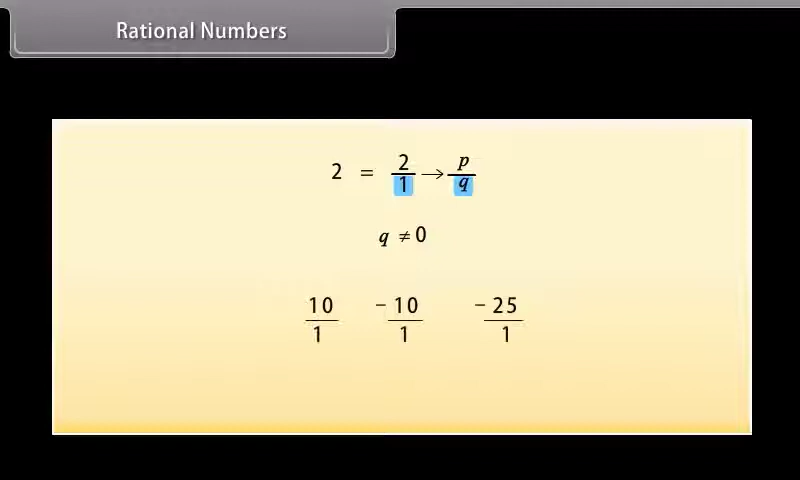 Rational Numbers
2 = 2/1 → p/q
q ≠ 0
10/1 -10/1 -25/1